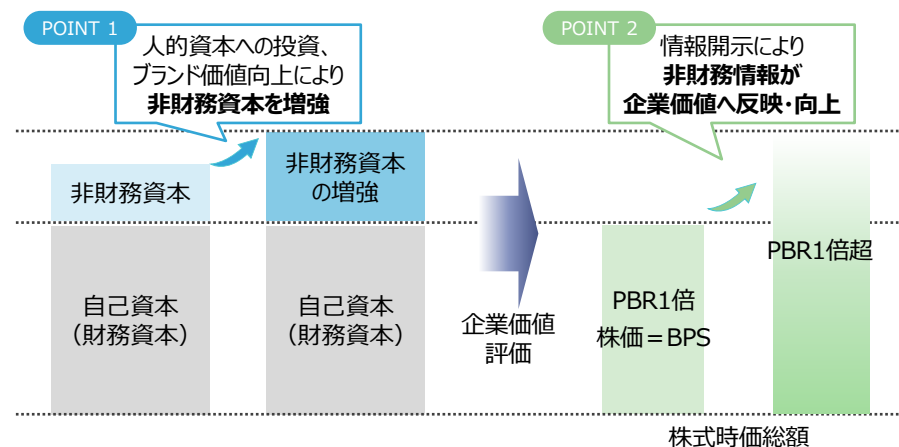 POINT 1
人的資本への投資、
ブランド価値向上により
非財務資本を増強
POINT 2
情報開示により
非財務情報が
企業価値へ反映・向上
非財務資本
非財務資本
の増強
自己資本
（財務資本）
自己資本
（財務資本）
企業価値
評価
PBR1倍
株価＝BPS
PBR1倍超
株式時価総額